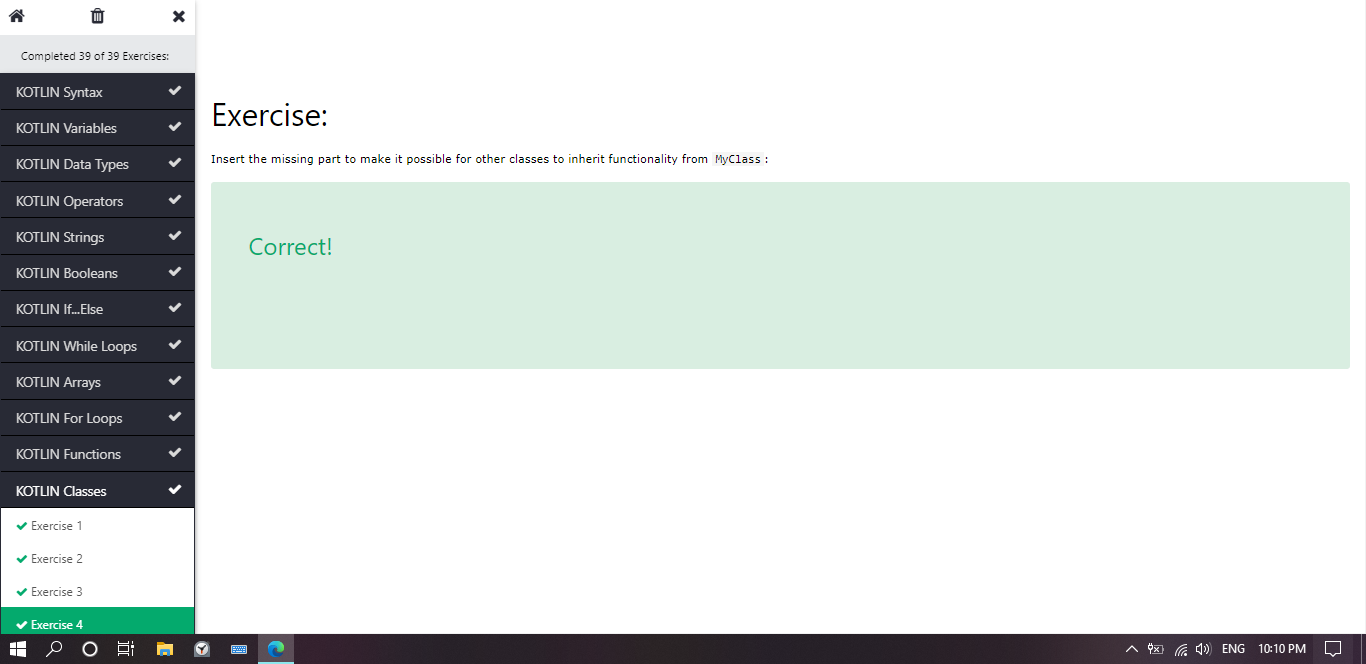 Completed 39 of 39 Exercises:
KOTLIN Syntax
KOTLIN Variables
KOTLIN Data Types
KOTLIN Operators
KOTLIN Strings
KOTLIN Booleans
KOTLIN If...Else
KOTLIN While Loops
KOTLIN Arrays
KOTLIN For Loops
KOTLIN Functions
KOTLIN Classes
Exercise 1
Exercise 2
Exercise 3
Exercise 4
Exercise:
Insert the missing part to make it possible for other classes to inherit functionality from MyClass :
Correct!
ENG 10:10 PM